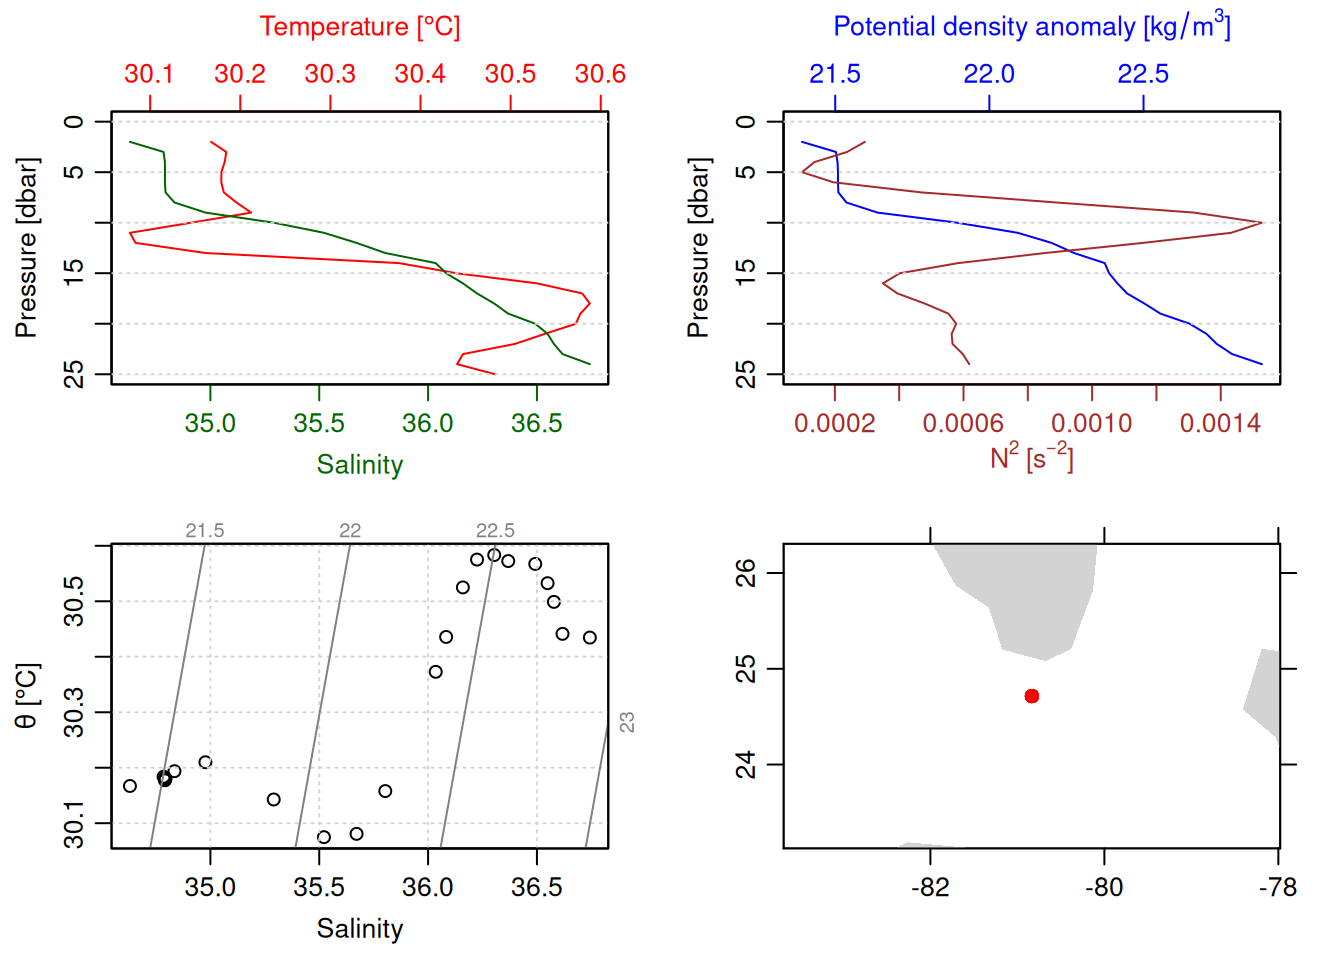 Temperature [°C]
30.1 30.2 30.3 30.4 30.5 30.6
Pressure [dbar]
0
5
15
25
35.0 35.5 36.0 36.5
Salinity
Potential density anomaly [kg/m³]
21.5 22.0 22.5
Pressure [dbar]
0
5
15
25
0.0002 0.0006 0.0010 0.0014
N² [s⁻²]
21.5 22 22.5
23
θ [°C]
30.5
30.3
30.1
35.0 35.5 36.0 36.5
Salinity
26
25
24
-82 -80 -78